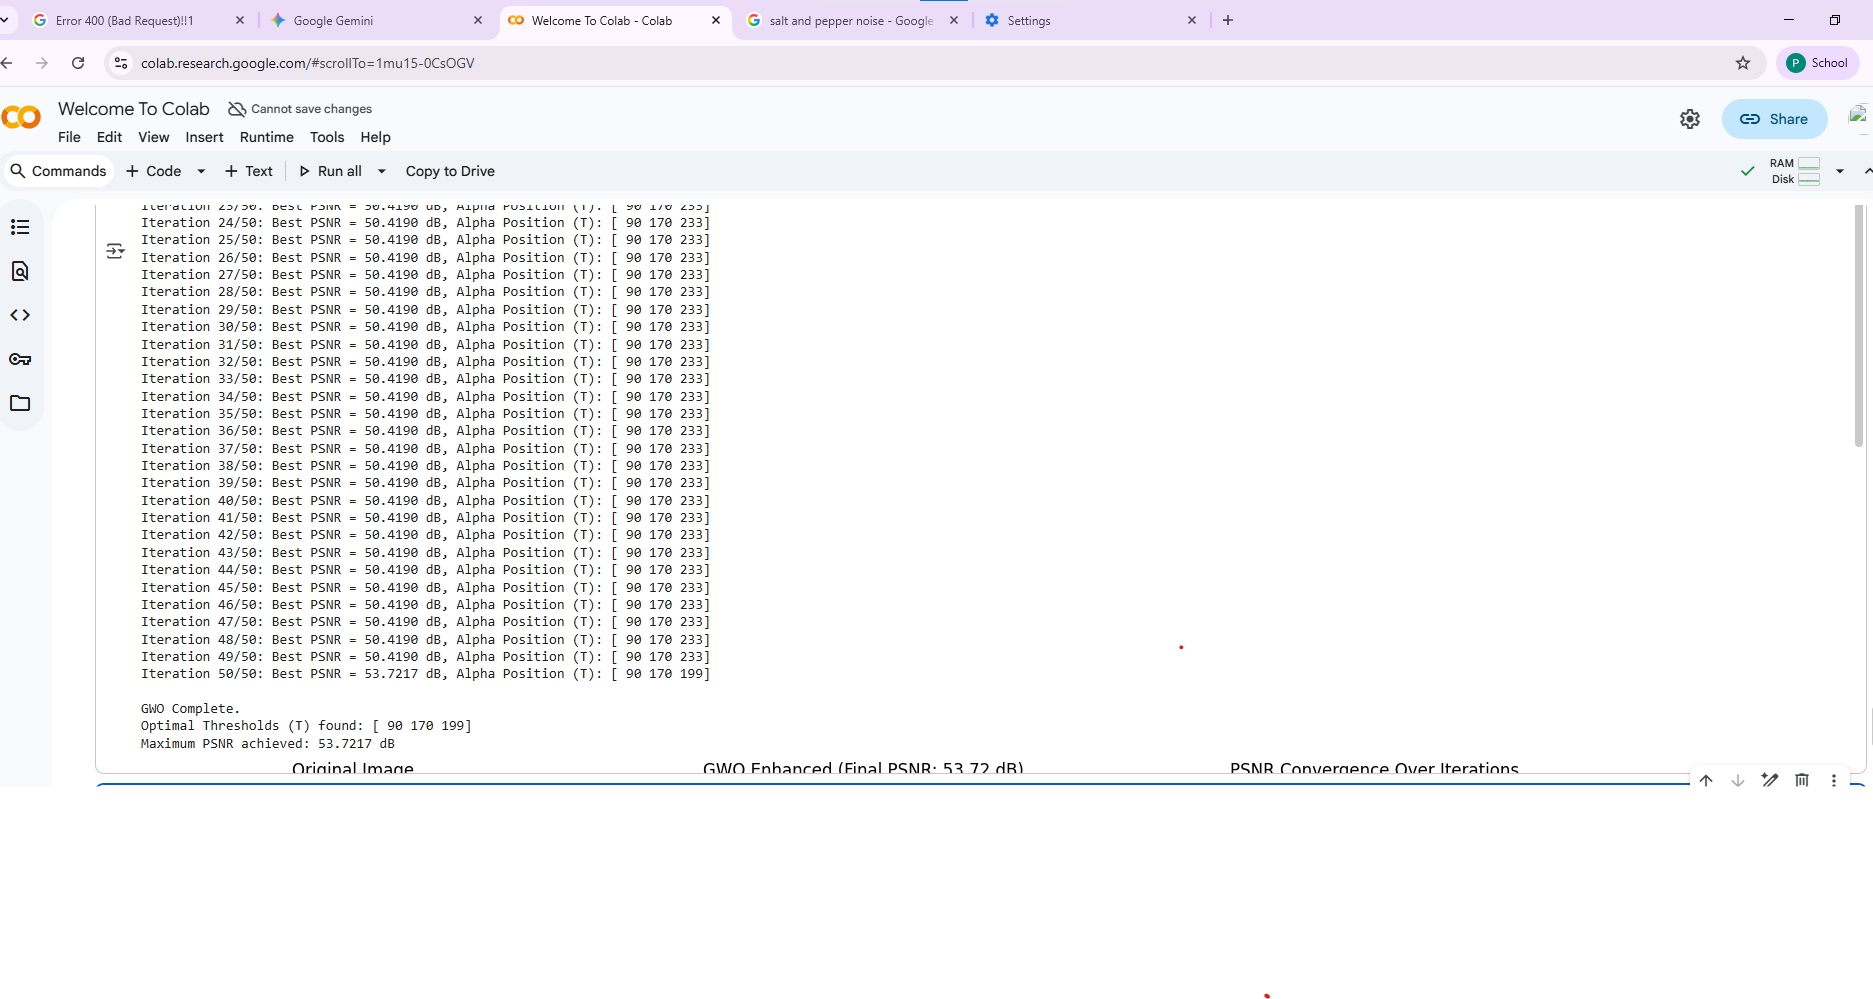 Error 400 (Bad Request)!!1
Google Gemini
Welcome To Colab - Colab
salt and pepper noise - Google
Settings
colab.research.google.com/#scrollTo=1mu15-0CsOGV
P School
Welcome To Colab
Cannot save changes
File Edit View Insert Runtime Tools Help
Share
Commands + Code + Text Run all Copy to Drive
RAM
Disk
Iteration 23/50: Best PSNR = 50.4190 dB, Alpha Position (T): [ 90 170 233]
Iteration 24/50: Best PSNR = 50.4190 dB, Alpha Position (T): [ 90 170 233]
Iteration 25/50: Best PSNR = 50.4190 dB, Alpha Position (T): [ 90 170 233]
Iteration 26/50: Best PSNR = 50.4190 dB, Alpha Position (T): [ 90 170 233]
Iteration 27/50: Best PSNR = 50.4190 dB, Alpha Position (T): [ 90 170 233]
Iteration 28/50: Best PSNR = 50.4190 dB, Alpha Position (T): [ 90 170 233]
Iteration 29/50: Best PSNR = 50.4190 dB, Alpha Position (T): [ 90 170 233]
Iteration 30/50: Best PSNR = 50.4190 dB, Alpha Position (T): [ 90 170 233]
Iteration 31/50: Best PSNR = 50.4190 dB, Alpha Position (T): [ 90 170 233]
Iteration 32/50: Best PSNR = 50.4190 dB, Alpha Position (T): [ 90 170 233]
Iteration 33/50: Best PSNR = 50.4190 dB, Alpha Position (T): [ 90 170 233]
Iteration 34/50: Best PSNR = 50.4190 dB, Alpha Position (T): [ 90 170 233]
Iteration 35/50: Best PSNR = 50.4190 dB, Alpha Position (T): [ 90 170 233]
Iteration 36/50: Best PSNR = 50.4190 dB, Alpha Position (T): [ 90 170 233]
Iteration 37/50: Best PSNR = 50.4190 dB, Alpha Position (T): [ 90 170 233]
Iteration 38/50: Best PSNR = 50.4190 dB, Alpha Position (T): [ 90 170 233]
Iteration 39/50: Best PSNR = 50.4190 dB, Alpha Position (T): [ 90 170 233]
Iteration 40/50: Best PSNR = 50.4190 dB, Alpha Position (T): [ 90 170 233]
Iteration 41/50: Best PSNR = 50.4190 dB, Alpha Position (T): [ 90 170 233]
Iteration 42/50: Best PSNR = 50.4190 dB, Alpha Position (T): [ 90 170 233]
Iteration 43/50: Best PSNR = 50.4190 dB, Alpha Position (T): [ 90 170 233]
Iteration 44/50: Best PSNR = 50.4190 dB, Alpha Position (T): [ 90 170 233]
Iteration 45/50: Best PSNR = 50.4190 dB, Alpha Position (T): [ 90 170 233]
Iteration 46/50: Best PSNR = 50.4190 dB, Alpha Position (T): [ 90 170 233]
Iteration 47/50: Best PSNR = 50.4190 dB, Alpha Position (T): [ 90 170 233]
Iteration 48/50: Best PSNR = 50.4190 dB, Alpha Position (T): [ 90 170 233]
Iteration 49/50: Best PSNR = 50.4190 dB, Alpha Position (T): [ 90 170 233]
Iteration 50/50: Best PSNR = 53.7217 dB, Alpha Position (T): [ 90 170 199]
GWO Complete.
Optimal Thresholds (T) found: [ 90 170 199]
Maximum PSNR achieved: 53.7217 dB
Original Image
GWO Enhanced (Final PSNR: 53.72 dB)
PSNR Convergence Over Iterations